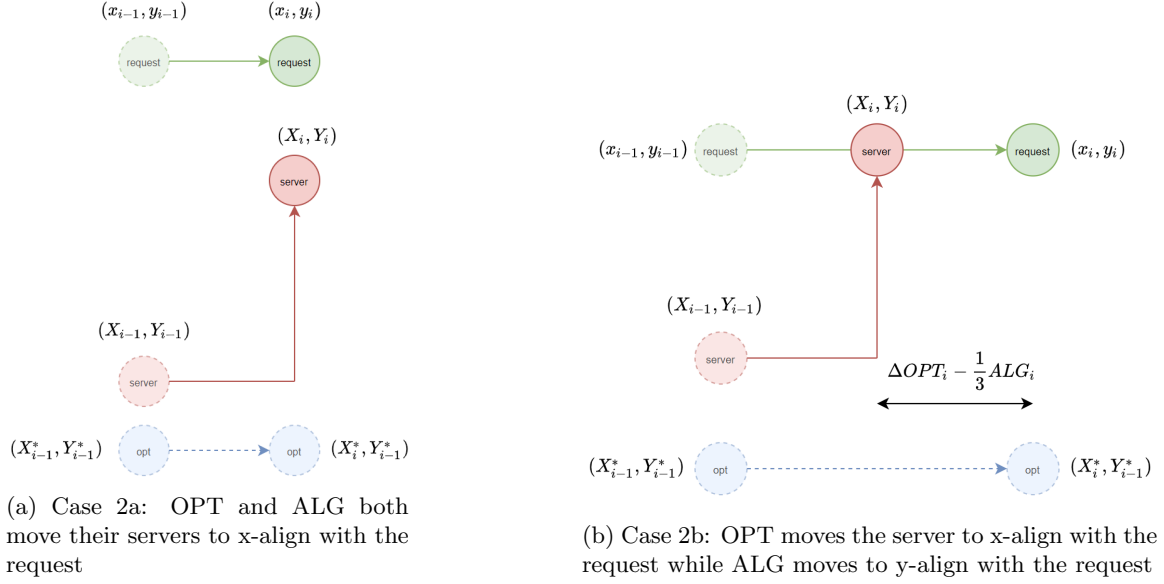 (x_{i-1}, y_{i-1})
(x_i, y_i)
request
request
(X_i, Y_i)
server
(X_{i-1}, Y_{i-1})
server
(X^*_{i-1}, Y^*_{i-1})
opt
opt
(X^*_i, Y^*_{i-1})
(a) Case 2a: OPT and ALG both
move their servers to x-align with the
request
(X_i, Y_i)
(x_{i-1}, y_{i-1})
request
server
request
(x_i, y_i)
(X_{i-1}, Y_{i-1})
server
ΔOPT_i − \frac{1}{3} ALG_i
(X^*_{i-1}, Y^*_{i-1})
opt
opt
(X^*_i, Y^*_{i-1})
(b) Case 2b: OPT moves the server to x-align with the
request while ALG moves to y-align with the request